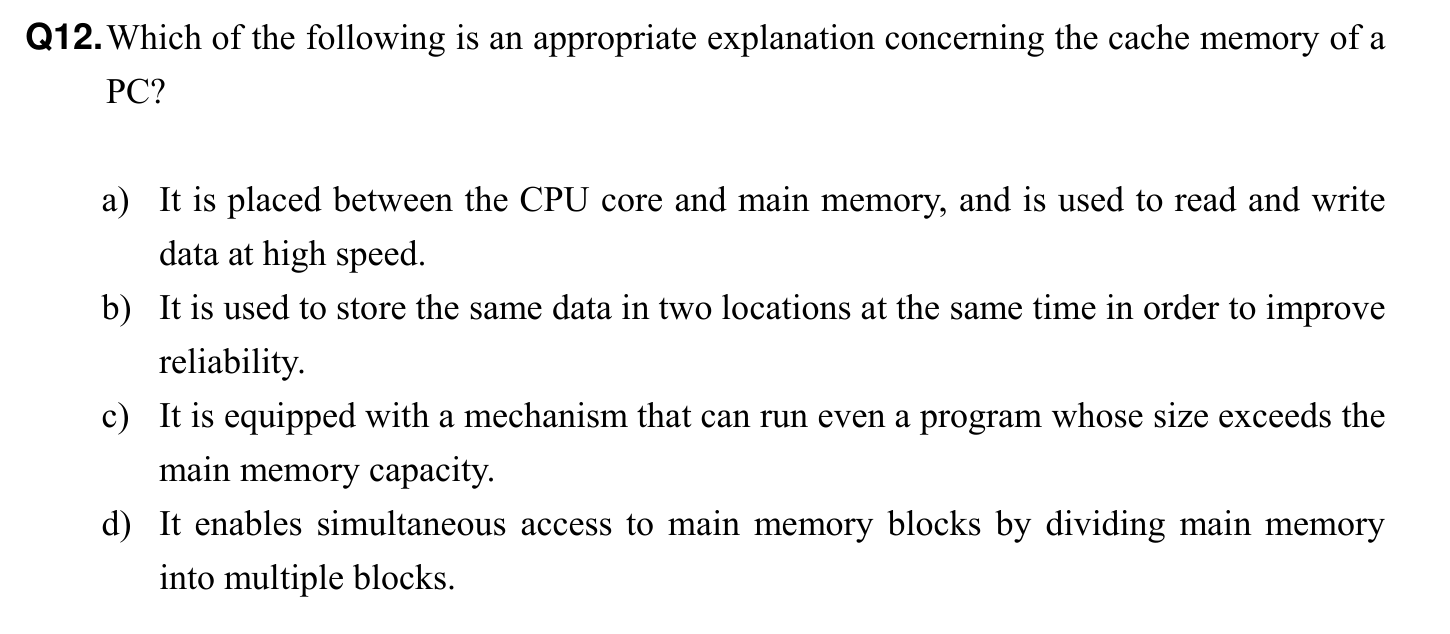 Q12. Which of the following is an appropriate explanation concerning the cache memory of a
PC?
a) It is placed between the CPU core and main memory, and is used to read and write
data at high speed.
b) It is used to store the same data in two locations at the same time in order to improve
reliability.
c) It is equipped with a mechanism that can run even a program whose size exceeds the
main memory capacity.
d) It enables simultaneous access to main memory blocks by dividing main memory
into multiple blocks.